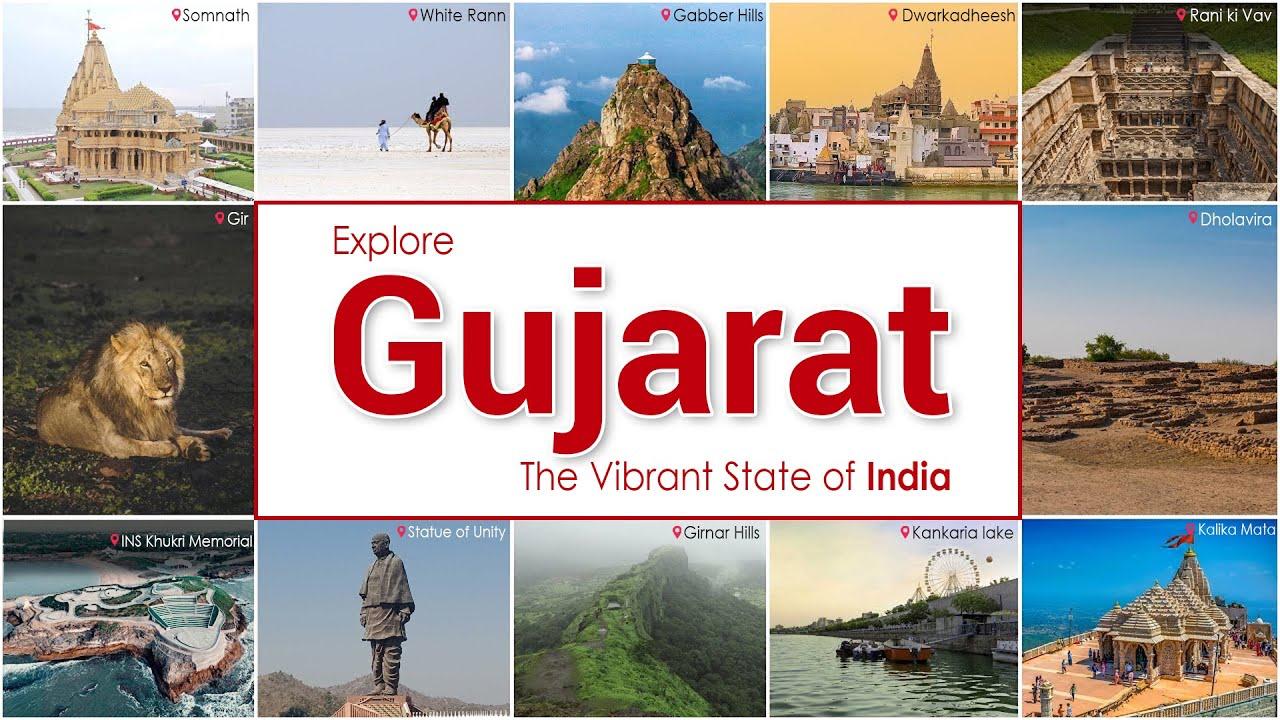 Somnath
White Rann
Gabber Hills
Dwarkadheesh
Rani ki Vav
Gir
Explore
Gujarat
The Vibrant State of India
Dholavira
INS Khukri Memorial
Statue of Unity
Girnar Hills
Kankaria lake
Kalika Mata